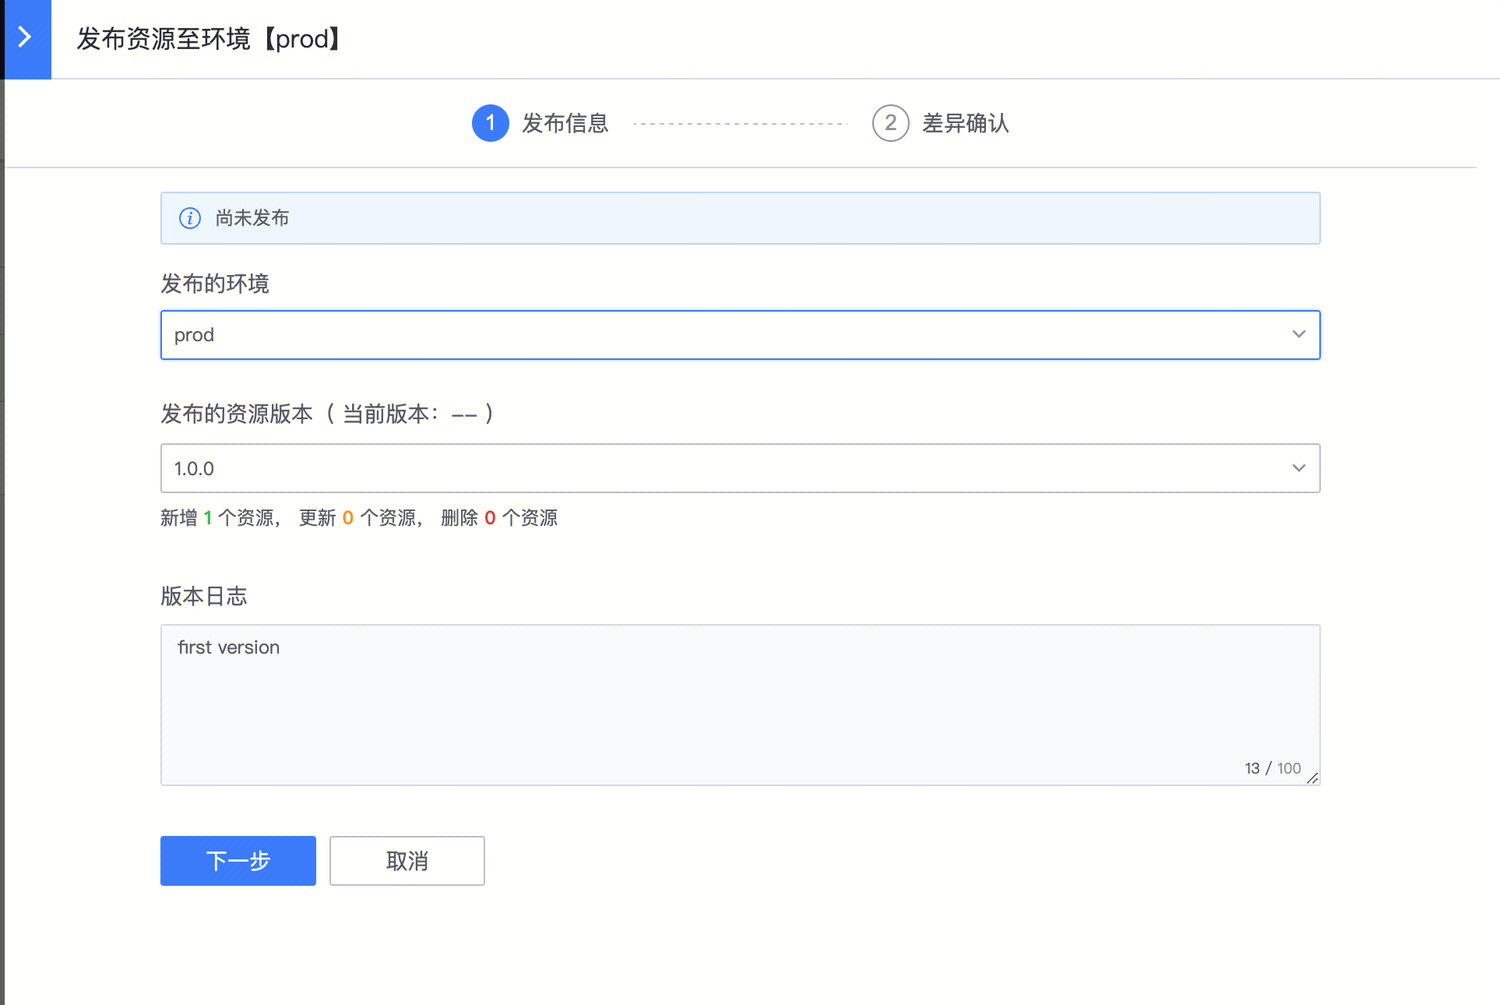 发布资源至环境【prod】
1 发布信息 2 差异确认
尚未发布
发布的环境
prod
发布的资源版本（ 当前版本：-- ）
1.0.0
新增 1 个资源， 更新 0 个资源， 删除 0 个资源
版本日志
first version
13 / 100
下一步 取消